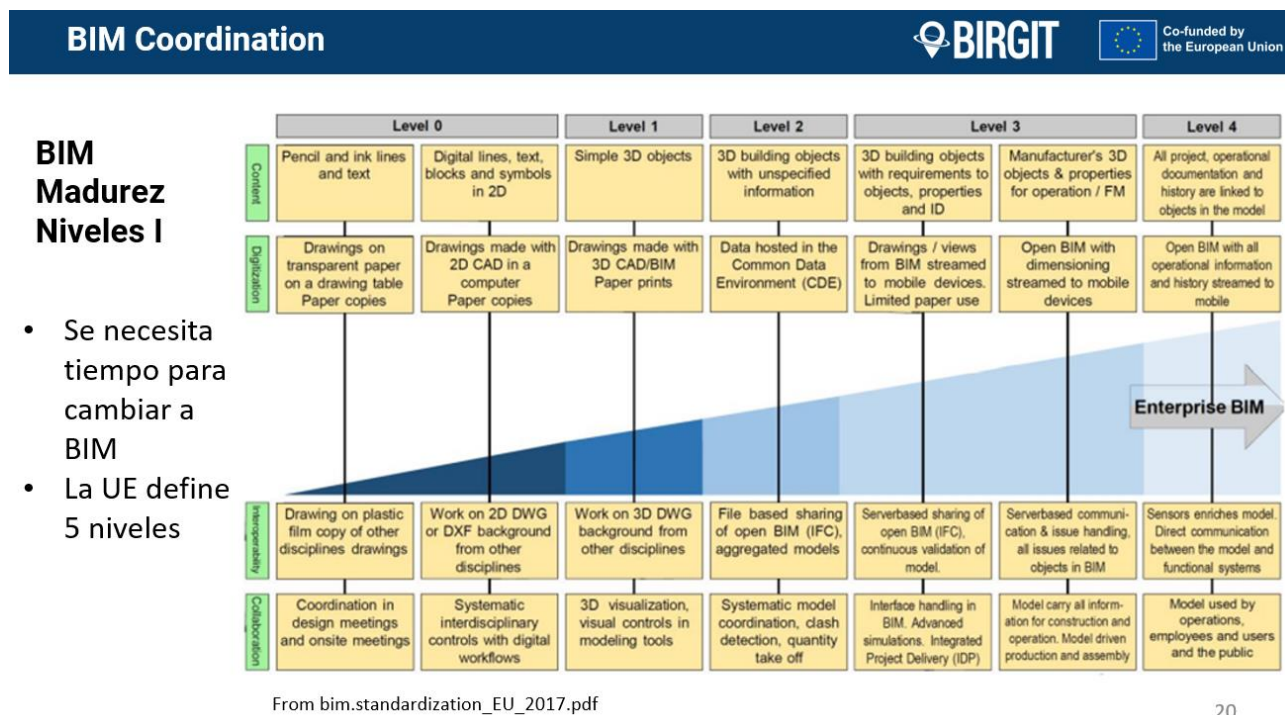 BIM Coordination
BIRGIT
Co-funded by
the European Union
BIM
Madurez
Niveles I
• Se necesita
tiempo para
cambiar a
BIM
• La UE define
5 niveles
Level 0
Level 1
Level 2
Level 3
Level 4
Content
Pencil and ink lines
and text
Digital lines, text,
blocks and symbols
in 2D
Simple 3D objects
3D building objects
with unspecified
information
3D building objects
with requirements to
objects, properties
and ID
Manufacturer's 3D
objects & properties
for operation / FM
All project, operational
documentation and
history are linked to
objects in the model
Digitization
Drawings on
transparent paper
on a drawing table
Paper copies
Drawings made with
2D CAD in a
computer
Paper copies
Drawings made with
3D CAD/BIM
Paper prints
Data hosted in the
Common Data
Environment (CDE)
Drawings / views
from BIM streamed
to mobile devices.
Limited paper use
Open BIM with
dimensioning
streamed to mobile
devices
Open BIM with all
operational information
and history streamed to
mobile
Enterprise BIM
Interoperability
Drawing on plastic
film copy of other
disciplines drawings
Work on 2D DWG
or DXF background
from other
disciplines
Work on 3D DWG
background from
other disciplines
File based sharing
of open BIM (IFC),
aggregated models
Serverbased sharing of
open BIM (IFC),
continuous validation of
model.
Serverbased communi-
cation & issue handling,
all issues related to
objects in BIM
Sensors enriches model.
Direct communication
between the model and
functional systems
Collaboration
Coordination in
design meetings
and onsite meetings
Systematic
interdisciplinary
controls with digital
workflows
3D visualization,
visual controls in
modeling tools
Systematic model
coordination, clash
detection, quantity
take off
Interface handling in
BIM. Advanced
simulations. Integrated
Project Delivery (IDP)
Model carry all inform-
ation for construction and
operation. Model driven
production and assembly
Model used by
operations,
employees and users
and the public
From bim.standardization_EU_2017.pdf
20